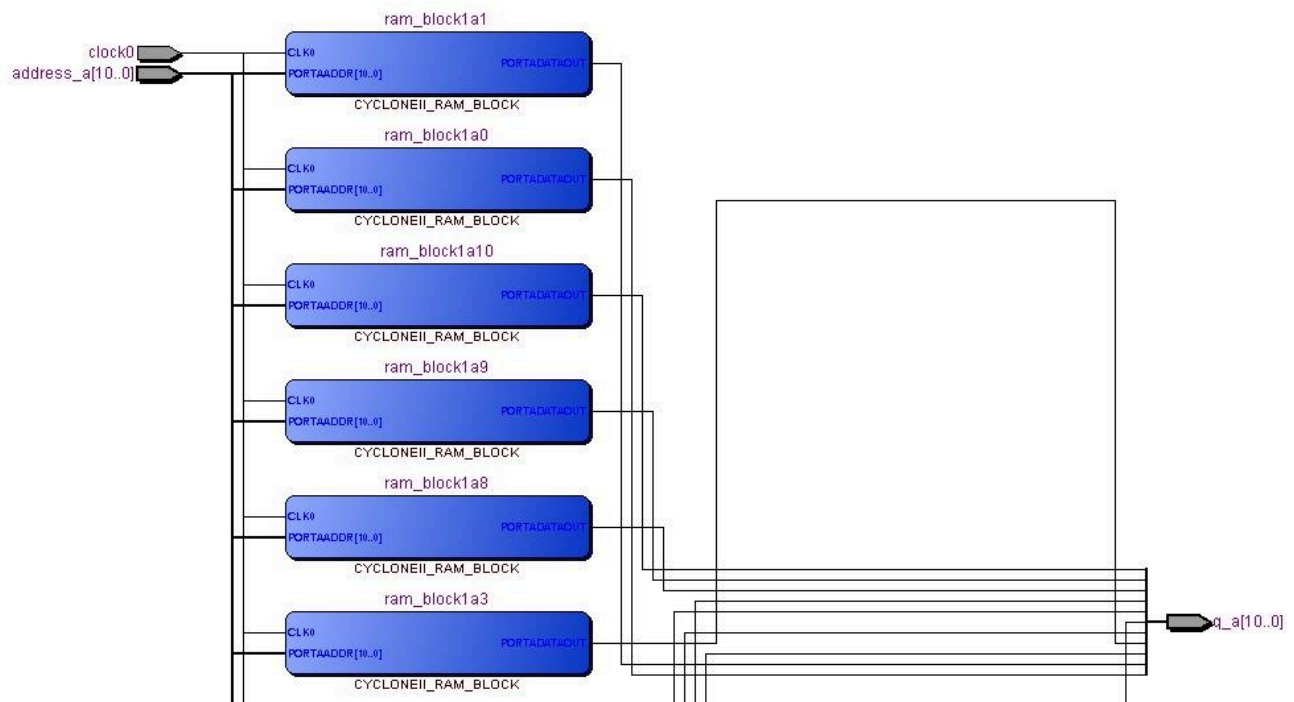 ram_block1a1
clock0
address_a[10..0]
CLK0
PORTAADDR[10..0]
PORTADATAOUT
CYCLONEII_RAM_BLOCK
ram_block1a0
CLK0
PORTAADDR[10..0]
PORTADATAOUT
CYCLONEII_RAM_BLOCK
ram_block1a10
CLK0
PORTAADDR[10..0]
PORTADATAOUT
CYCLONEII_RAM_BLOCK
ram_block1a9
CLK0
PORTAADDR[10..0]
PORTADATAOUT
CYCLONEII_RAM_BLOCK
ram_block1a8
CLK0
PORTAADDR[10..0]
PORTADATAOUT
CYCLONEII_RAM_BLOCK
ram_block1a3
CLK0
PORTAADDR[10..0]
PORTADATAOUT
CYCLONEII_RAM_BLOCK
q_a[10..0]